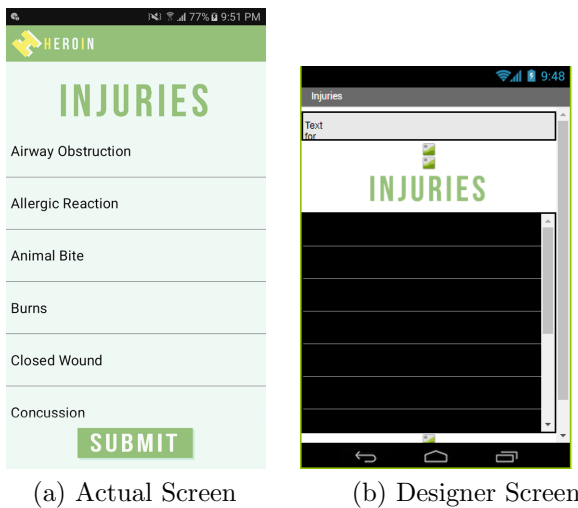 77% 9:51 PM
HEROIN
INJURIES
Airway Obstruction
Allergic Reaction
Animal Bite
Burns
Closed Wound
Concussion
SUBMIT
(a) Actual Screen
9:48
Injuries
Text
for
INJURIES
(b) Designer Screen